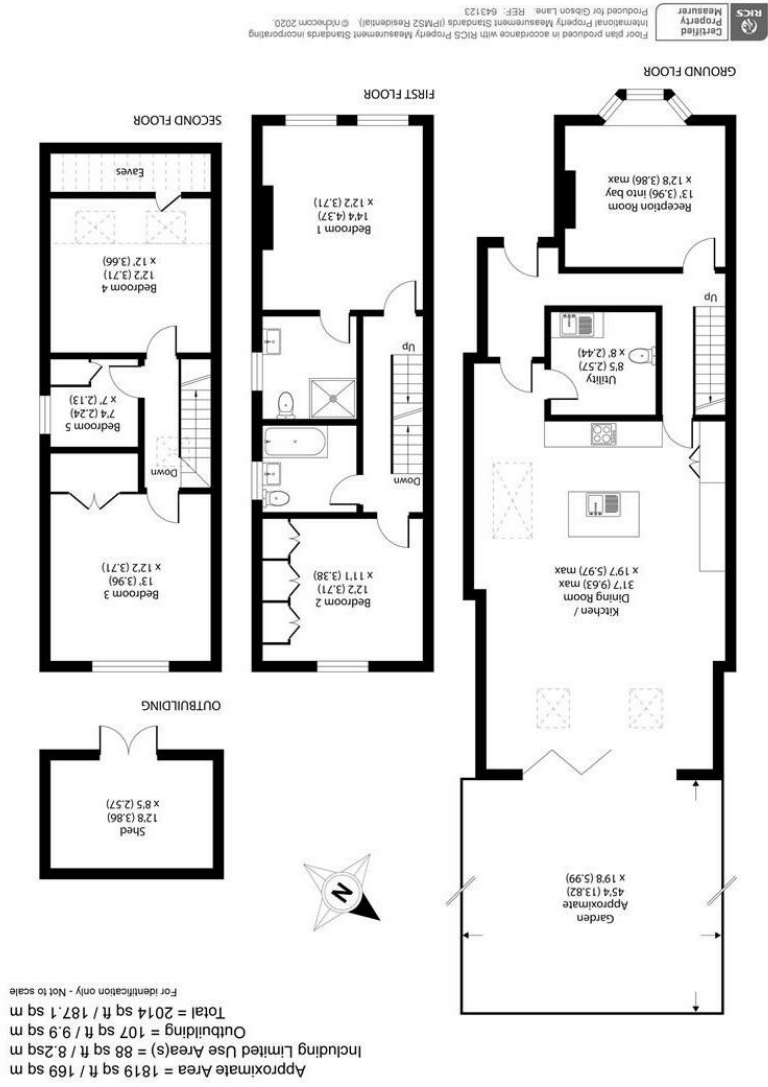 Approximate Area = 1819 sq ft / 169 sq m
Including Limited Use Area(s) = 88 sq ft / 8.2sq m
Outbuilding = 107 sq ft / 9.9 sq m
Total = 2014 sq ft / 187.1 sq m
For identification only - Not to scale
Garden
Approximate
45'4 (13.82)
x 19'8 (5.99)
N
Shed
12'8 (3.86)
x 8'5 (2.57)
OUTBUILDING
Kitchen /
Dining Room
31'7 (9.63) max
x 19'7 (5.97) max
Utility
8'5 (2.57)
x 8' (2.44)
Up
Reception Room
13' (3.96) into bay
x 12'8 (3.86) max
GROUND FLOOR
Bedroom 2
12'2 (3.71)
x 11'1 (3.38)
Down
Up
Bedroom 1
14'4 (4.37)
x 12'2 (3.71)
FIRST FLOOR
Bedroom 3
13' (3.96)
x 12'2 (3.71)
Down
Bedroom 5
7'4 (2.24)
x 7' (2.13)
Bedroom 4
12'2 (3.71)
x 12' (3.66)
Eaves
SECOND FLOOR
RICS
Certified
Property
Measurer
Floor plan produced in accordance with RICS Property Measurement Standards incorporating
International Property Measurement Standards (IPMS2 Residential). © nichecom 2020.
Produced for Gibson Lane. REF: 643123